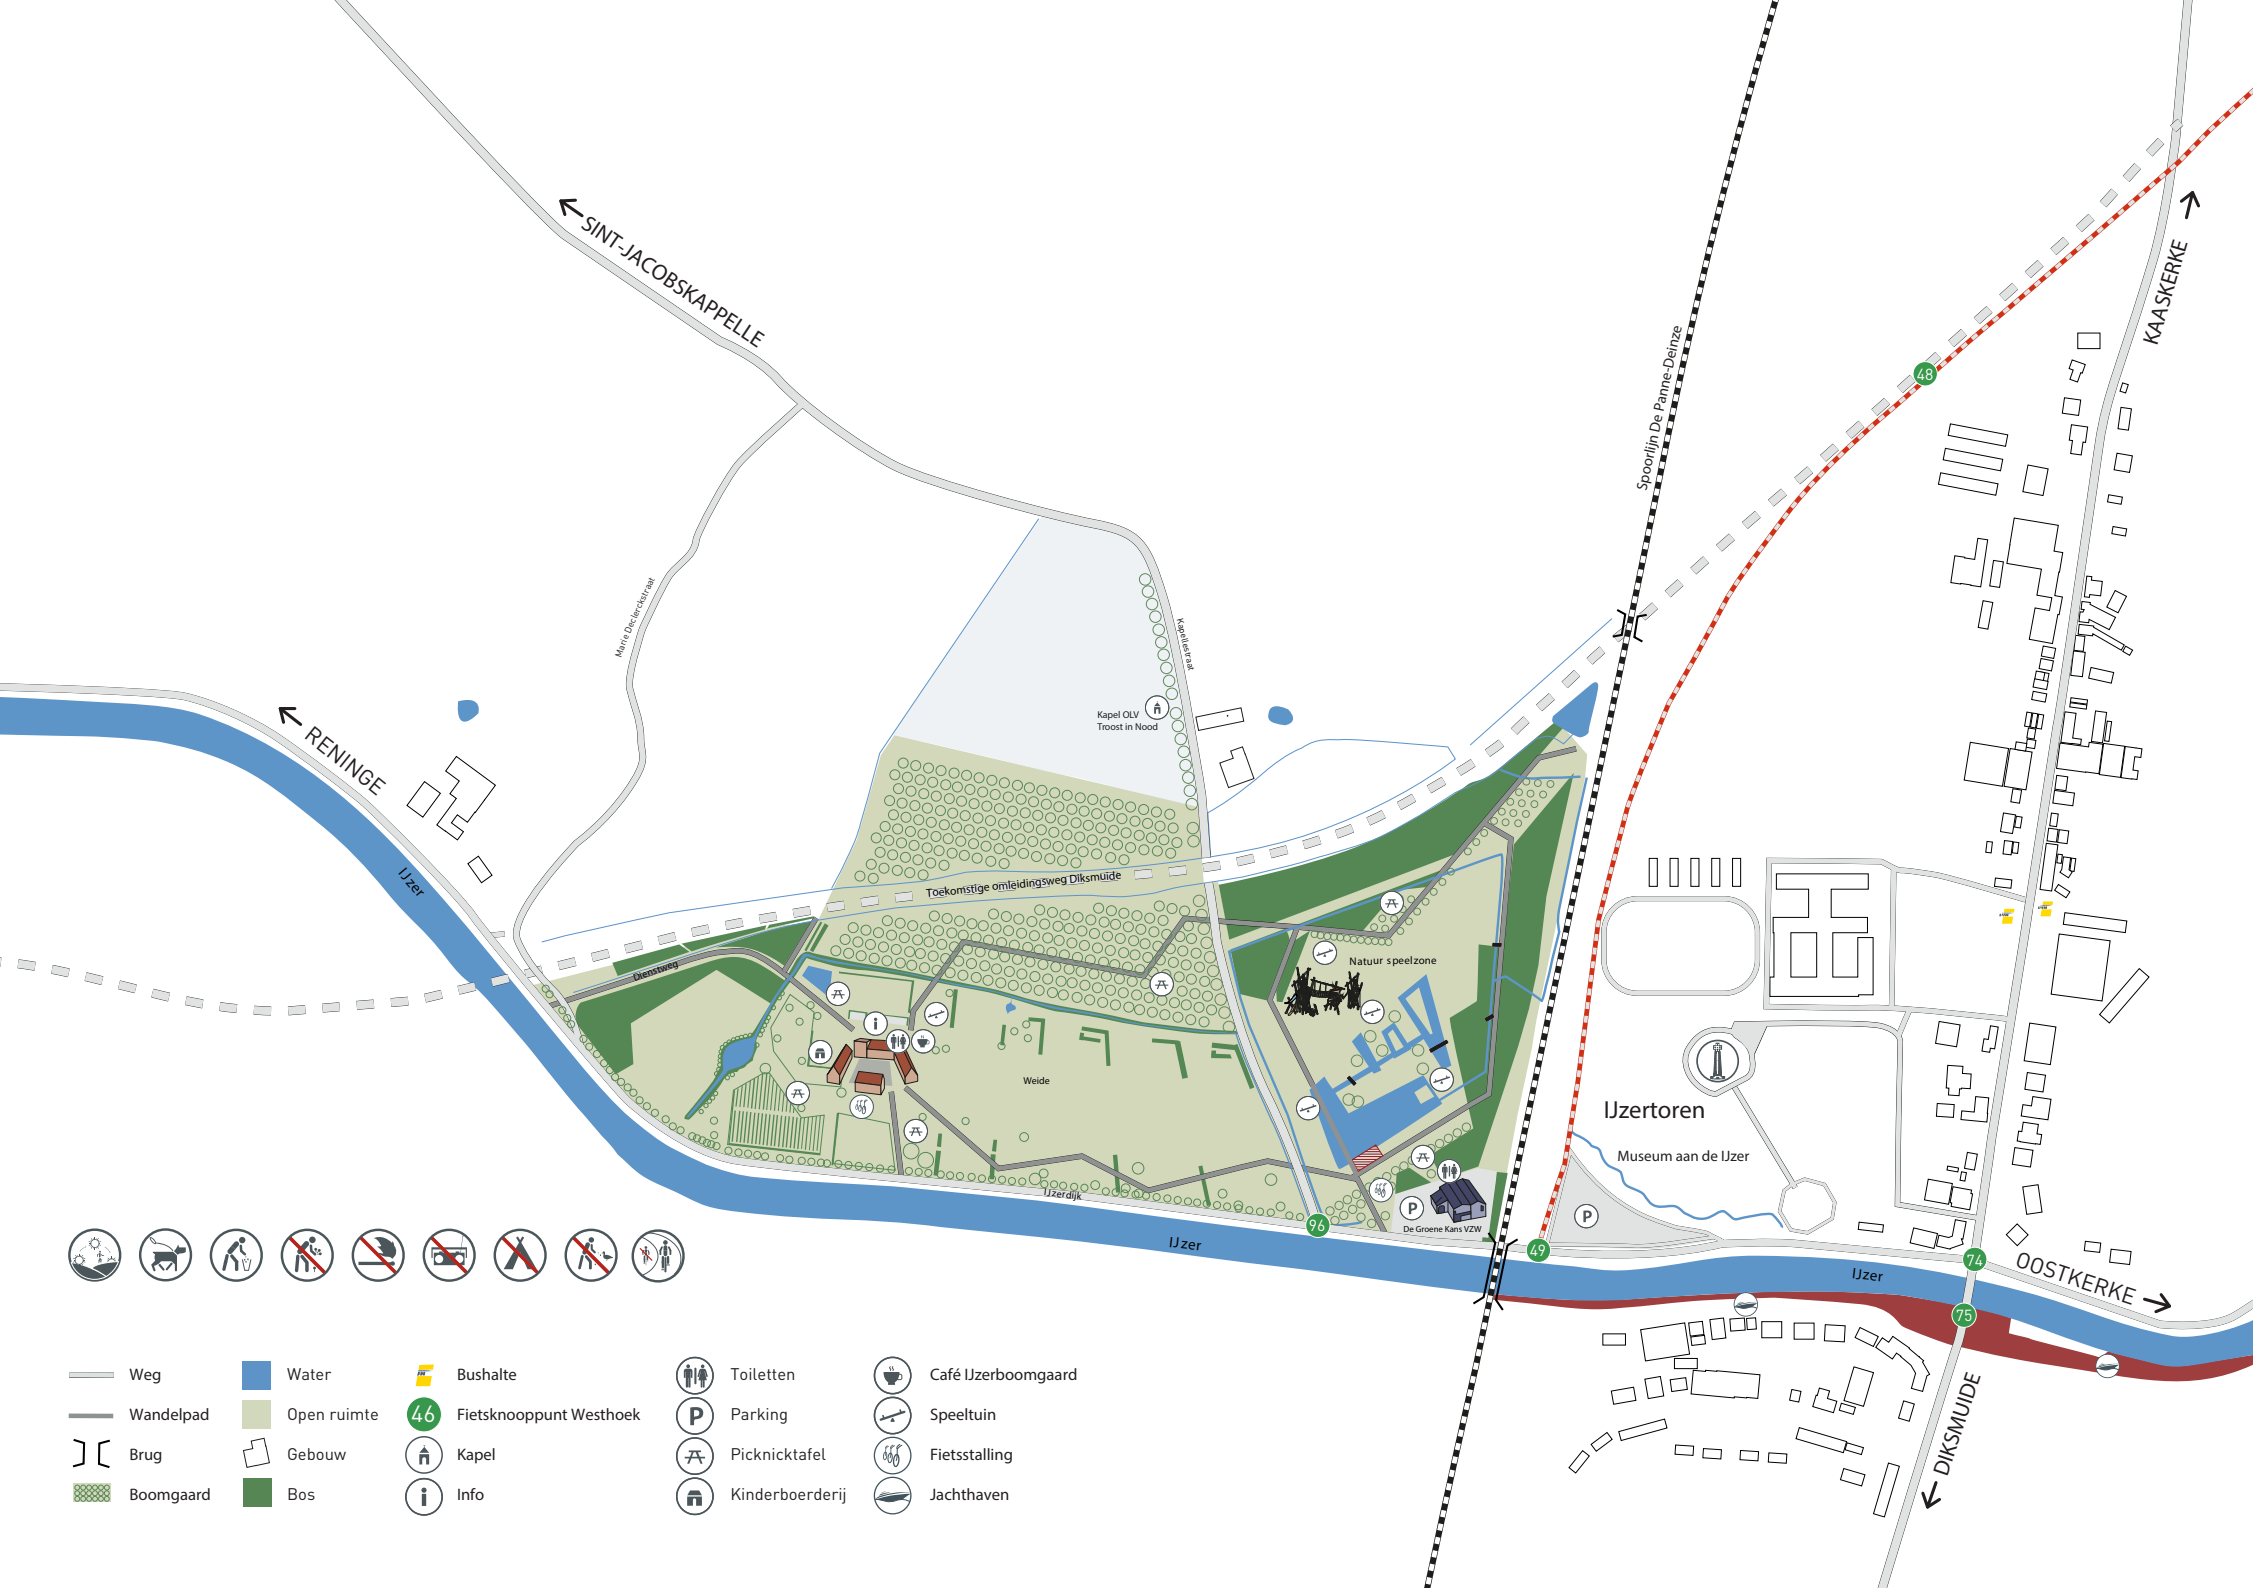 SINT-JACOBSKAPPELLE
KAASKERKE
Spoorlijn De Panne-Deinze
48
Marie Declerckstraat
Kapellestraat
Kapel OLV
Troost in Nood
RENINGE
IJzer
Toekomstige omleidingsweg Diksmuide
Dienstweg
Natuur speelzone
Weide
i
IJzertoren
Museum aan de IJzer
IJzerdijk
P
De Groene Kans VZW
P
96
49
74
75
IJzer
IJzer
OOSTKERKE
DIKSMUIDE
Weg
Wandelpad
Brug
Boomgaard
Water
Open ruimte
Gebouw
Bos
Bushalte
46 Fietsknooppunt Westhoek
Kapel
i Info
Toiletten
P Parking
Picknicktafel
Kinderboerderij
Café IJzerboomgaard
Speeltuin
Fietsstalling
Jachthaven